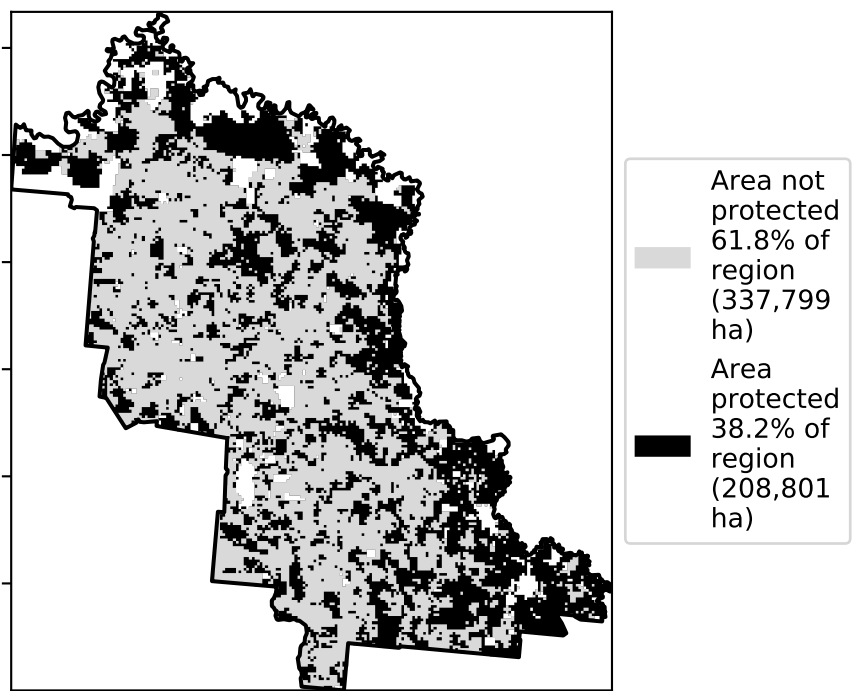 Area not
protected
61.8% of
region
(337,799
ha)
Area
protected
38.2% of
region
(208,801
ha)